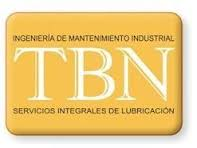 INGENIERÍA DE MANTENIMIENTO INDUSTRIAL
TBN
SERVICIOS INTEGRALES DE LUBRICACIÓN